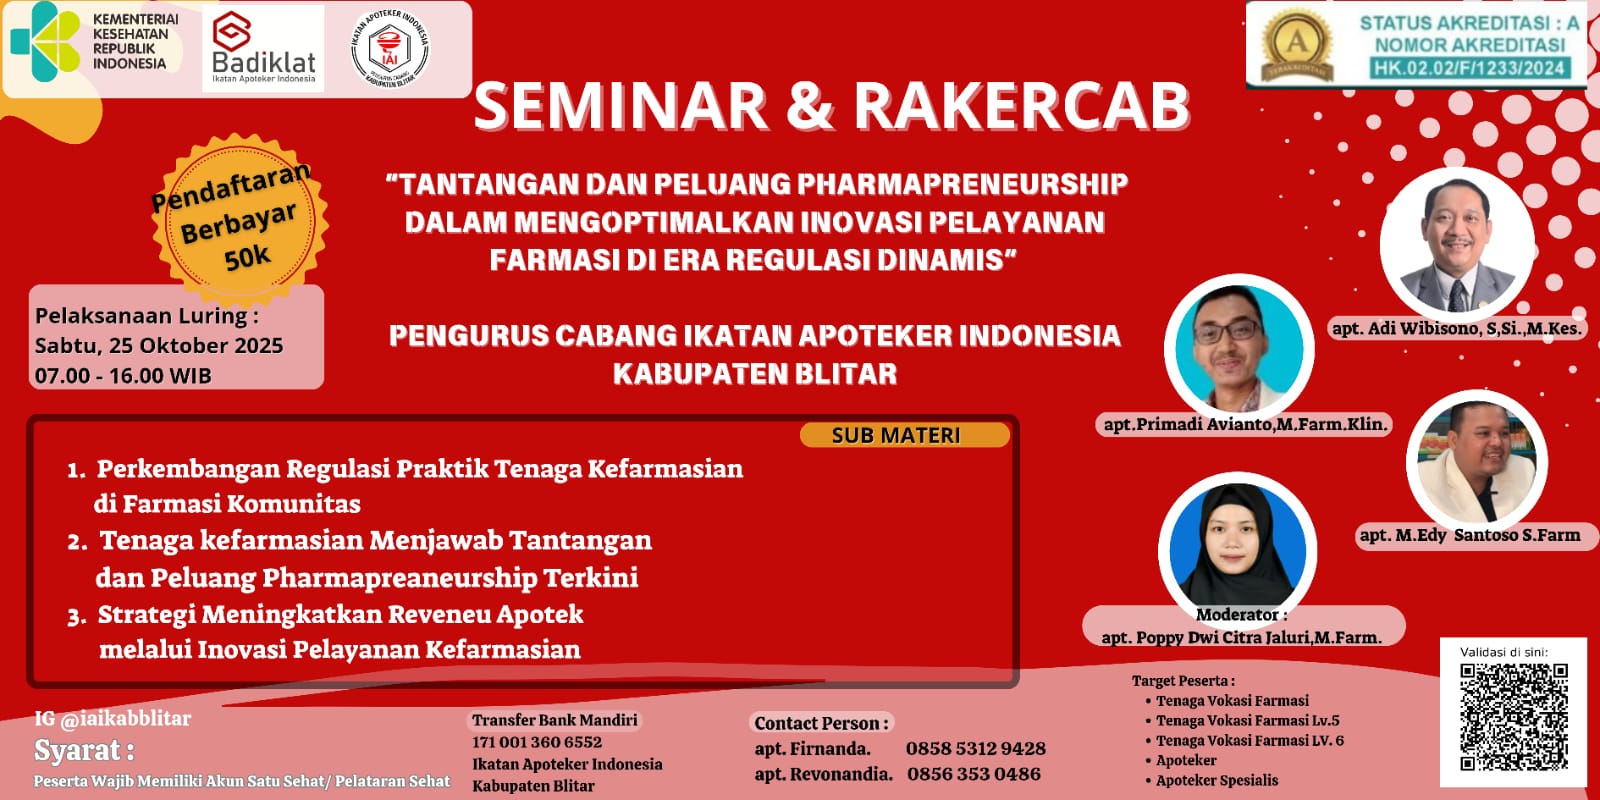 KEMENTERIAI
KESEHATAN
REPUBLIK
INDONESIA
Badiklat
Ikatan Apoteker Indonesia
IKATAN APOTEKER INDONESIA
IAI
PENGURUS CABANG
KABUPATEN BLITAR
A
TERAKREDITASI
STATUS AKREDITASI : A
NOMOR AKREDITASI
HK.02.02/F/1233/2024
SEMINAR & RAKERCAB
"TANTANGAN DAN PELUANG PHARMAPRENEURSHIP
DALAM MENGOPTIMALKAN INOVASI PELAYANAN
FARMASI DI ERA REGULASI DINAMIS"
PENGURUS CABANG IKATAN APOTEKER INDONESIA
KABUPATEN BLITAR
Pendaftaran
Berbayar
50k
Pelaksanaan Luring :
Sabtu, 25 Oktober 2025
07.00 - 16.00 WIB
apt. Adi Wibisono, S,Si.,M.Kes.
apt.Primadi Avianto,M.Farm.Klin.
apt. M.Edy Santoso S.Farm
Moderator :
apt. Poppy Dwi Citra Jaluri,M.Farm.
SUB MATERI
1. Perkembangan Regulasi Praktik Tenaga Kefarmasian
di Farmasi Komunitas
2. Tenaga kefarmasian Menjawab Tantangan
dan Peluang Pharmapreaneurship Terkini
3. Strategi Meningkatkan Reveneu Apotek
melalui Inovasi Pelayanan Kefarmasian
IG @iaikabblitar
Syarat :
Peserta Wajib Memiliki Akun Satu Sehat/ Pelataran Sehat
Transfer Bank Mandiri
171 001 360 6552
Ikatan Apoteker Indonesia
Kabupaten Blitar
Contact Person :
apt. Firnanda. 0858 5312 9428
apt. Revonandia. 0856 353 0486
Target Peserta :
• Tenaga Vokasi Farmasi
• Tenaga Vokasi Farmasi Lv.5
• Tenaga Vokasi Farmasi LV. 6
• Apoteker
• Apoteker Spesialis
Validasi di sini: